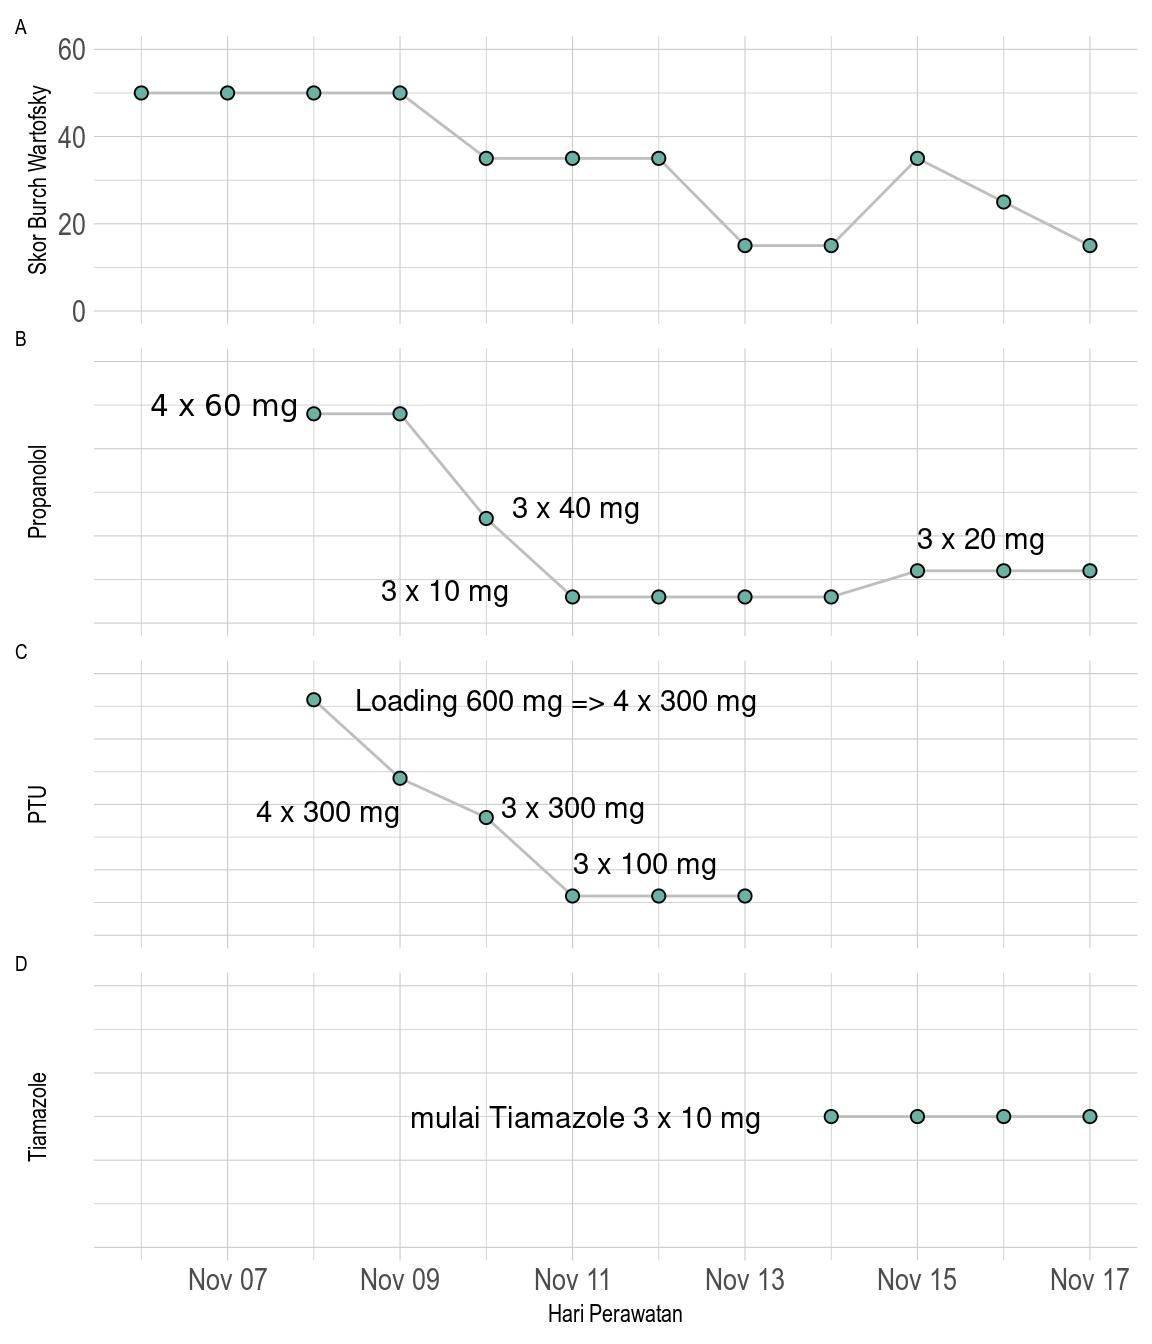 A
60
40
20
0
Skor Burch Wartofsky
B
4 x 60 mg
3 x 40 mg
3 x 10 mg
3 x 20 mg
Propanolol
C
Loading 600 mg => 4 x 300 mg
4 x 300 mg
3 x 300 mg
3 x 100 mg
PTU
D
mulai Tiamazole 3 x 10 mg
Tiamazole
Nov 07 Nov 09 Nov 11 Nov 13 Nov 15 Nov 17
Hari Perawatan